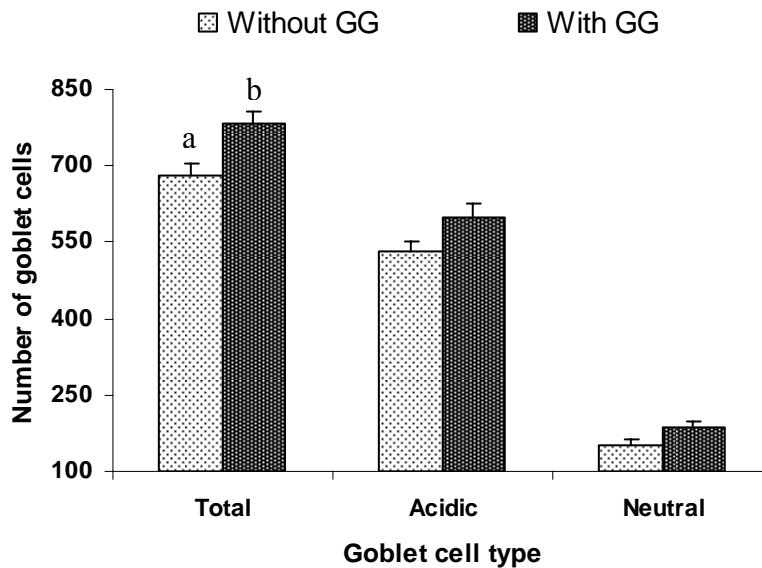 Without GG With GG
850
700
550
400
250
100
Number of goblet cells
a
b
Total Acidic Neutral
Goblet cell type